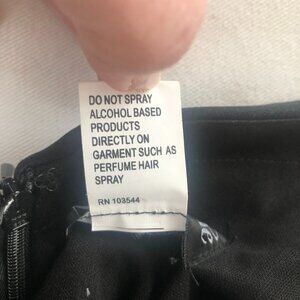 DO NOT SPRAY
ALCOHOL BASED
PRODUCTS
DIRECTLY ON
GARMENT SUCH AS
PERFUME HAIR
SPRAY
RN 103544